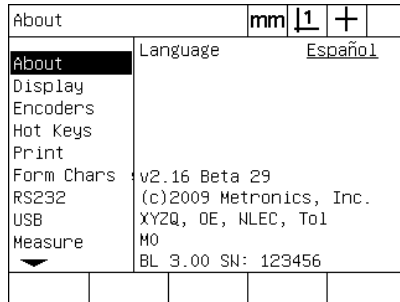 About mm 1
About
Display
Encoders
Hot Keys
Print
Form Chars
RS232
USB
Measure
Language Español
v2.16 Beta 29
(c)2009 Metronics, Inc.
XYZQ, OE, NLEC, Tol
M0
BL 3.00 SN: 123456